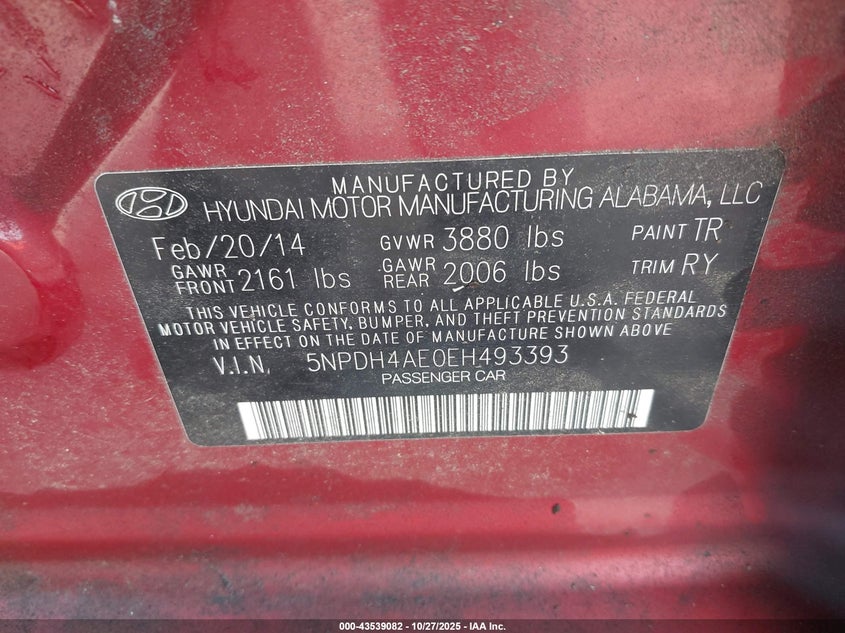 MANUFACTURED BY
HYUNDAI MOTOR MANUFACTURING ALABAMA, LLC
Feb/20/14 GVWR 3880 lbs PAINT TR
GAWR FRONT 2161 lbs GAWR REAR 2006 lbs TRIM RY
THIS VEHICLE CONFORMS TO ALL APPLICABLE U.S.A. FEDERAL
MOTOR VEHICLE SAFETY, BUMPER, AND THEFT PREVENTION STANDARDS
IN EFFECT ON THE DATE OF MANUFACTURE SHOWN ABOVE
V.I.N. 5NPDH4AE0EH493393
PASSENGER CAR
000-43539082 - 10/27/2025 - IAA Inc.